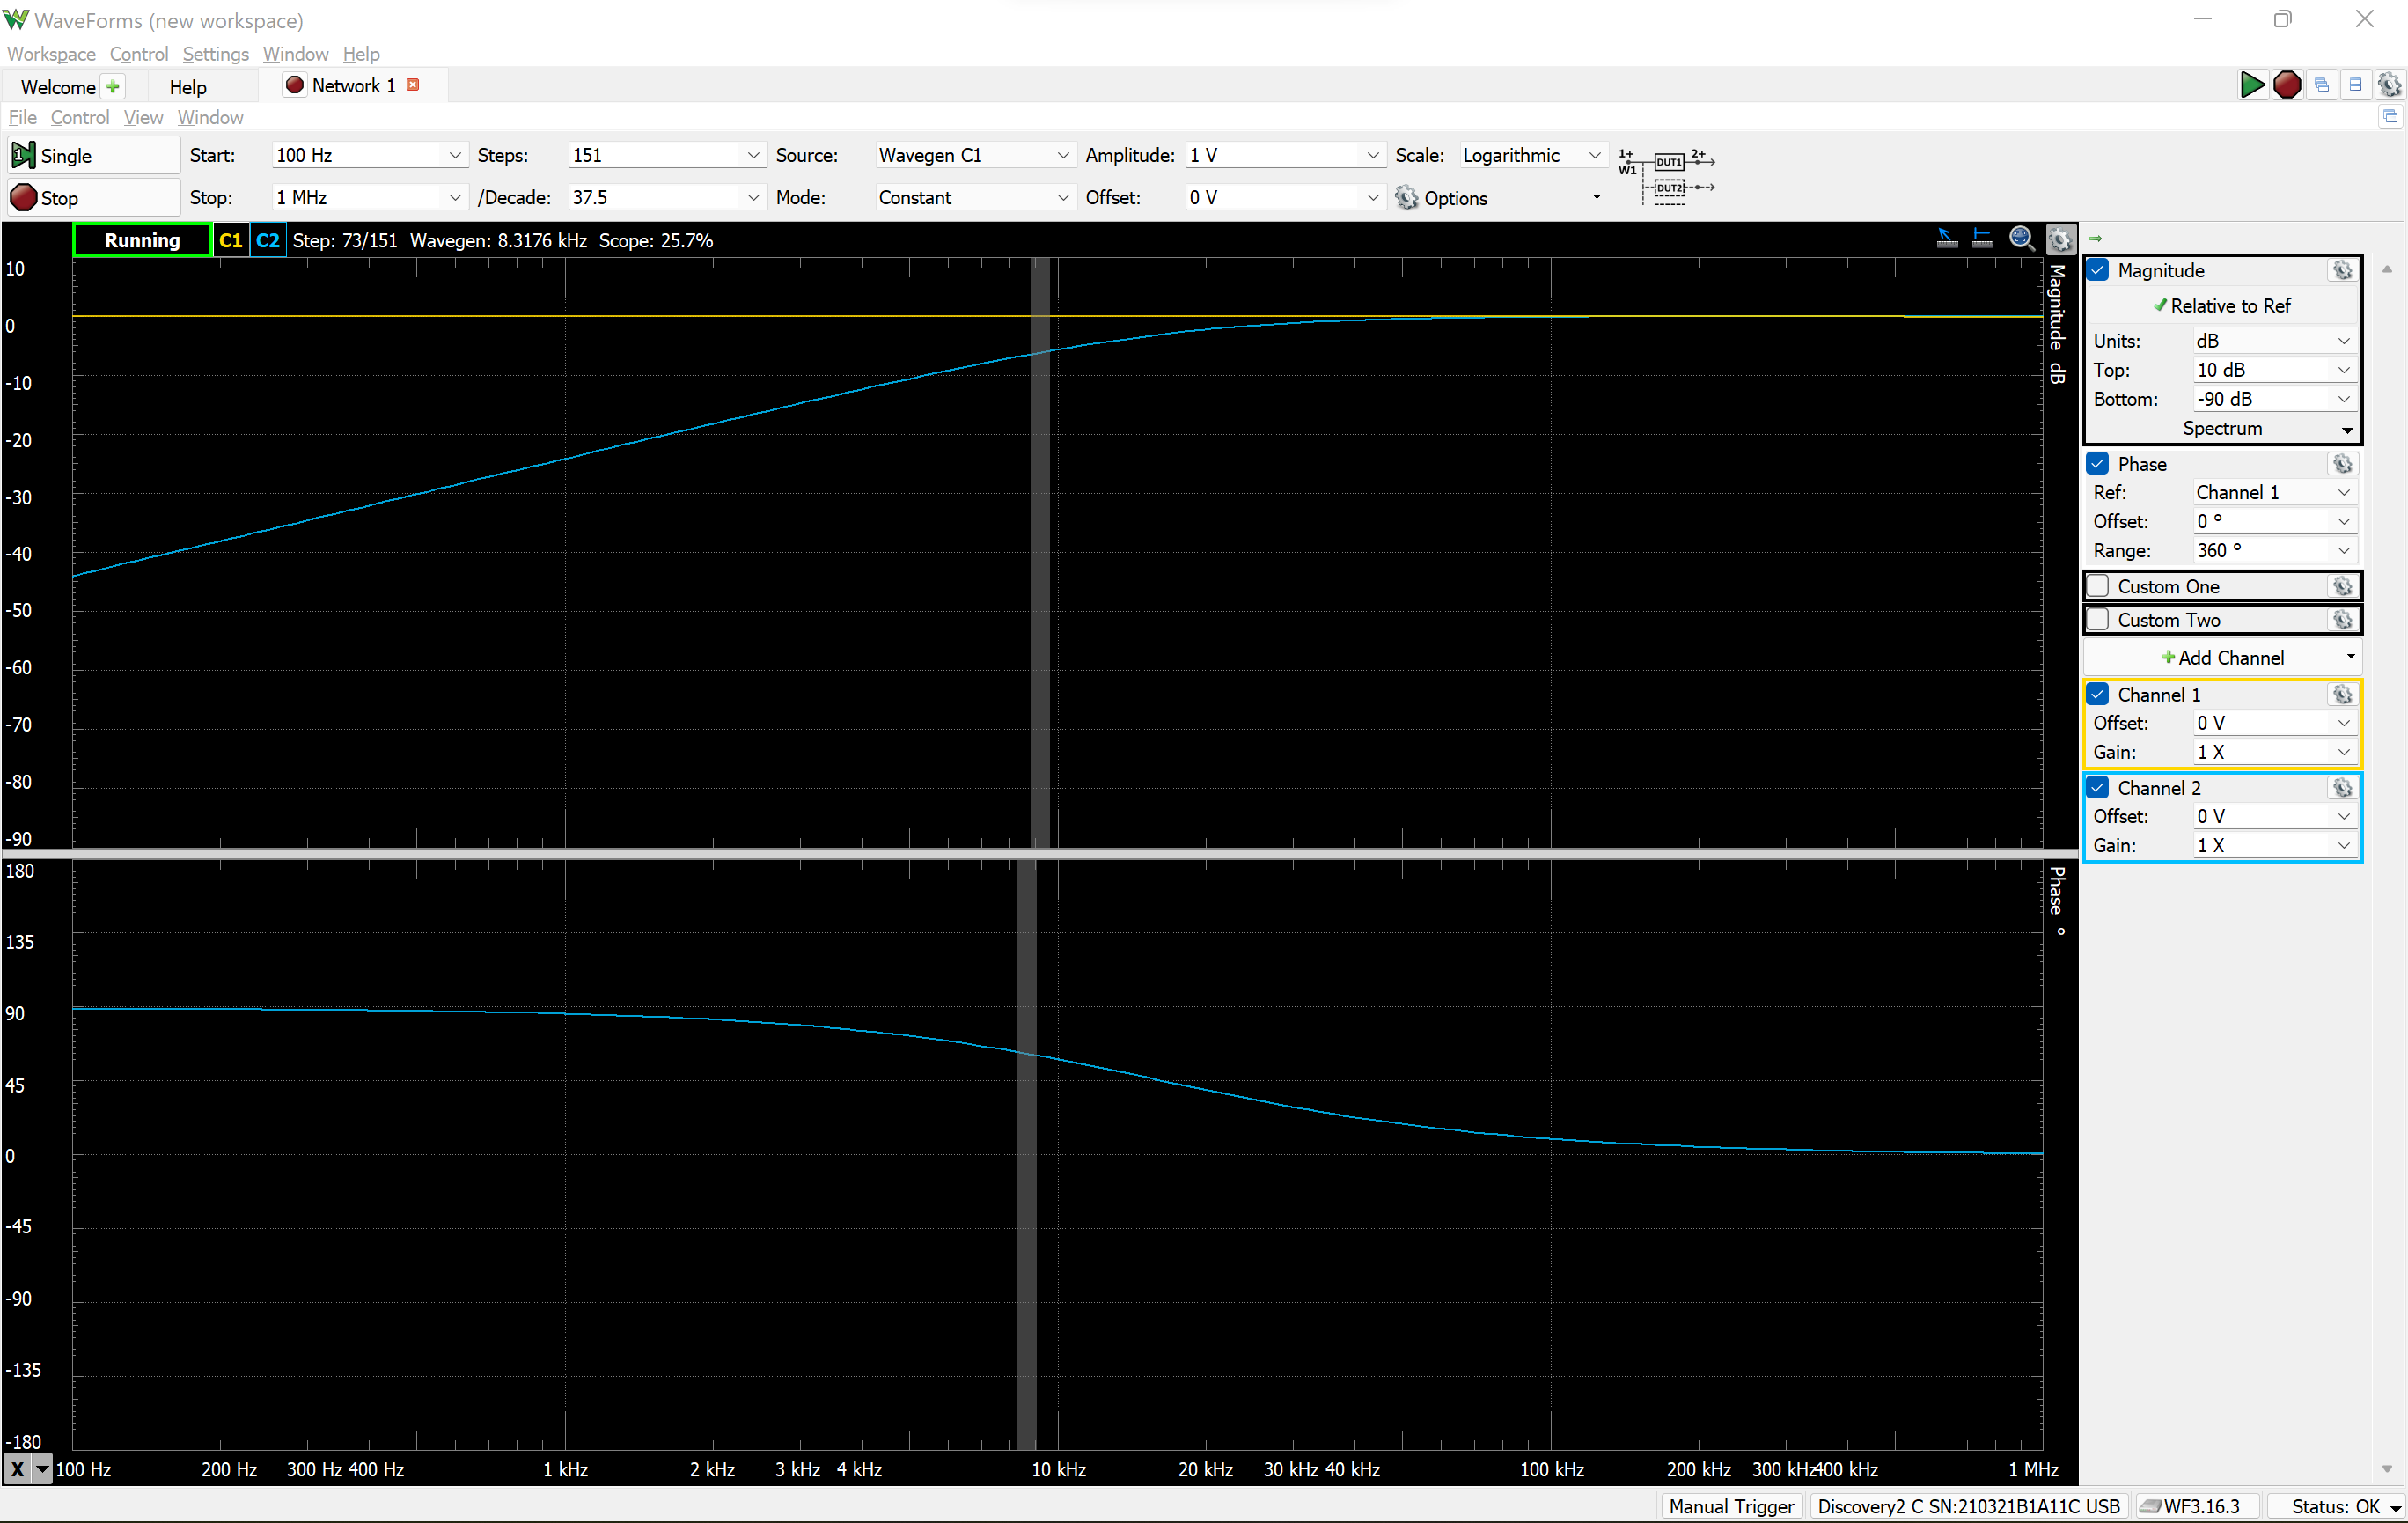 WaveForms (new workspace)
Workspace Control Settings Window Help
Welcome Help Network 1
File Control View Window
Single Start: 100 Hz Steps: 151 Source: Wavegen C1 Amplitude: 1 V Scale: Logarithmic 1+ DUT1 2+
W1
Stop Stop: 1 MHz /Decade: 37.5 Mode: Constant Offset: 0 V Options DUT2
Running C1 C2 Step: 73/151 Wavegen: 8.3176 kHz Scope: 25.7%
10
0
-10
-20
-30
-40
-50
-60
-70
-80
-90
Magnitude dB
180
135
90
45
0
-45
-90
-135
-180
Phase °
X 100 Hz 200 Hz 300 Hz 400 Hz 1 kHz 2 kHz 3 kHz 4 kHz 10 kHz 20 kHz 30 kHz 40 kHz 100 kHz 200 kHz 300 kHz 400 kHz 1 MHz
Magnitude
Relative to Ref
Units: dB
Top: 10 dB
Bottom: -90 dB
Spectrum
Phase
Ref: Channel 1
Offset: 0 °
Range: 360 °
Custom One
Custom Two
Add Channel
Channel 1
Offset: 0 V
Gain: 1 X
Channel 2
Offset: 0 V
Gain: 1 X
Manual Trigger Discovery2 C SN:210321B1A11C USB WF3.16.3 Status: OK